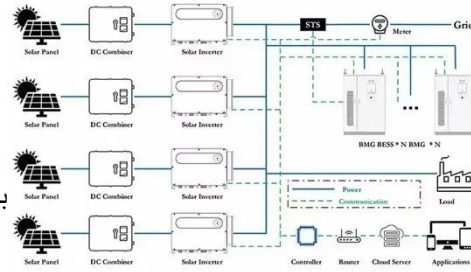 STS
Meter
Grid
Solar Panel DC Combiner Solar Inverter
Solar Panel DC Combiner Solar Inverter
BMG BESS * N BMG * N
Solar Panel DC Combiner Solar Inverter
Power
Communication
Load
Solar Panel DC Combiner Solar Inverter
Controller Router Cloud Server Applications